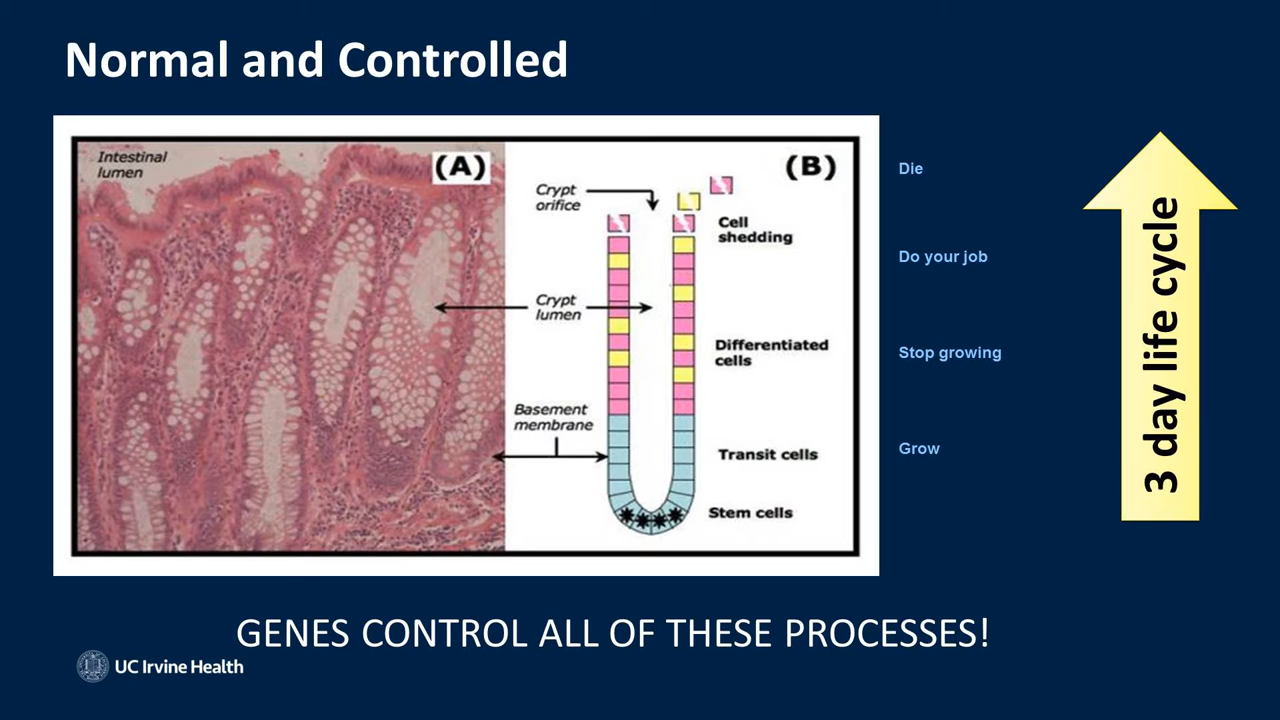 Normal and Controlled
Intestinal
lumen
(A)
(B)
Crypt
orifice
Cell
shedding
Crypt
lumen
Differentiated
cells
Basement
membrane
Transit cells
Stem cells
Die
Do your job
Stop growing
Grow
3 day life cycle
GENES CONTROL ALL OF THESE PROCESSES!
UC Irvine Health